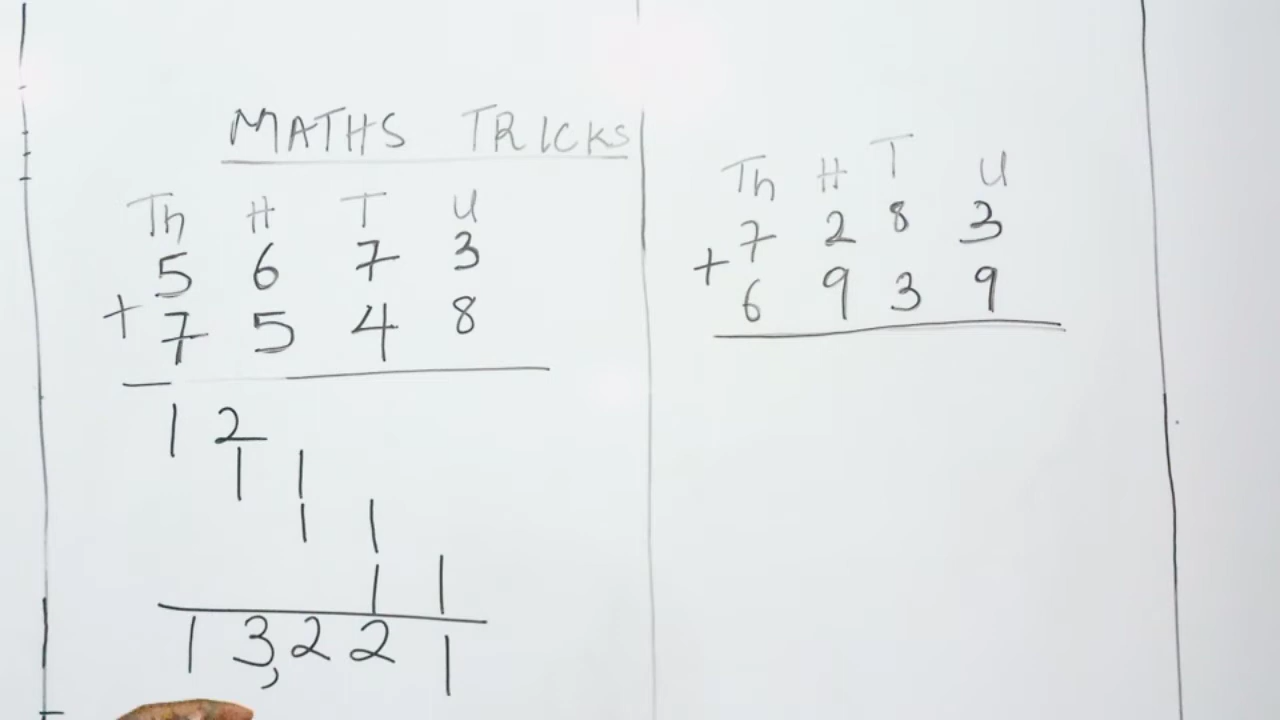 MATHS TRICKS
Th H T U
5 6 7 3
+ 7 5 4 8
1 2
1 1
1 1
1 1
1 3,2 2 1
Th H T U
7 2 8 3
+ 6 9 3 9